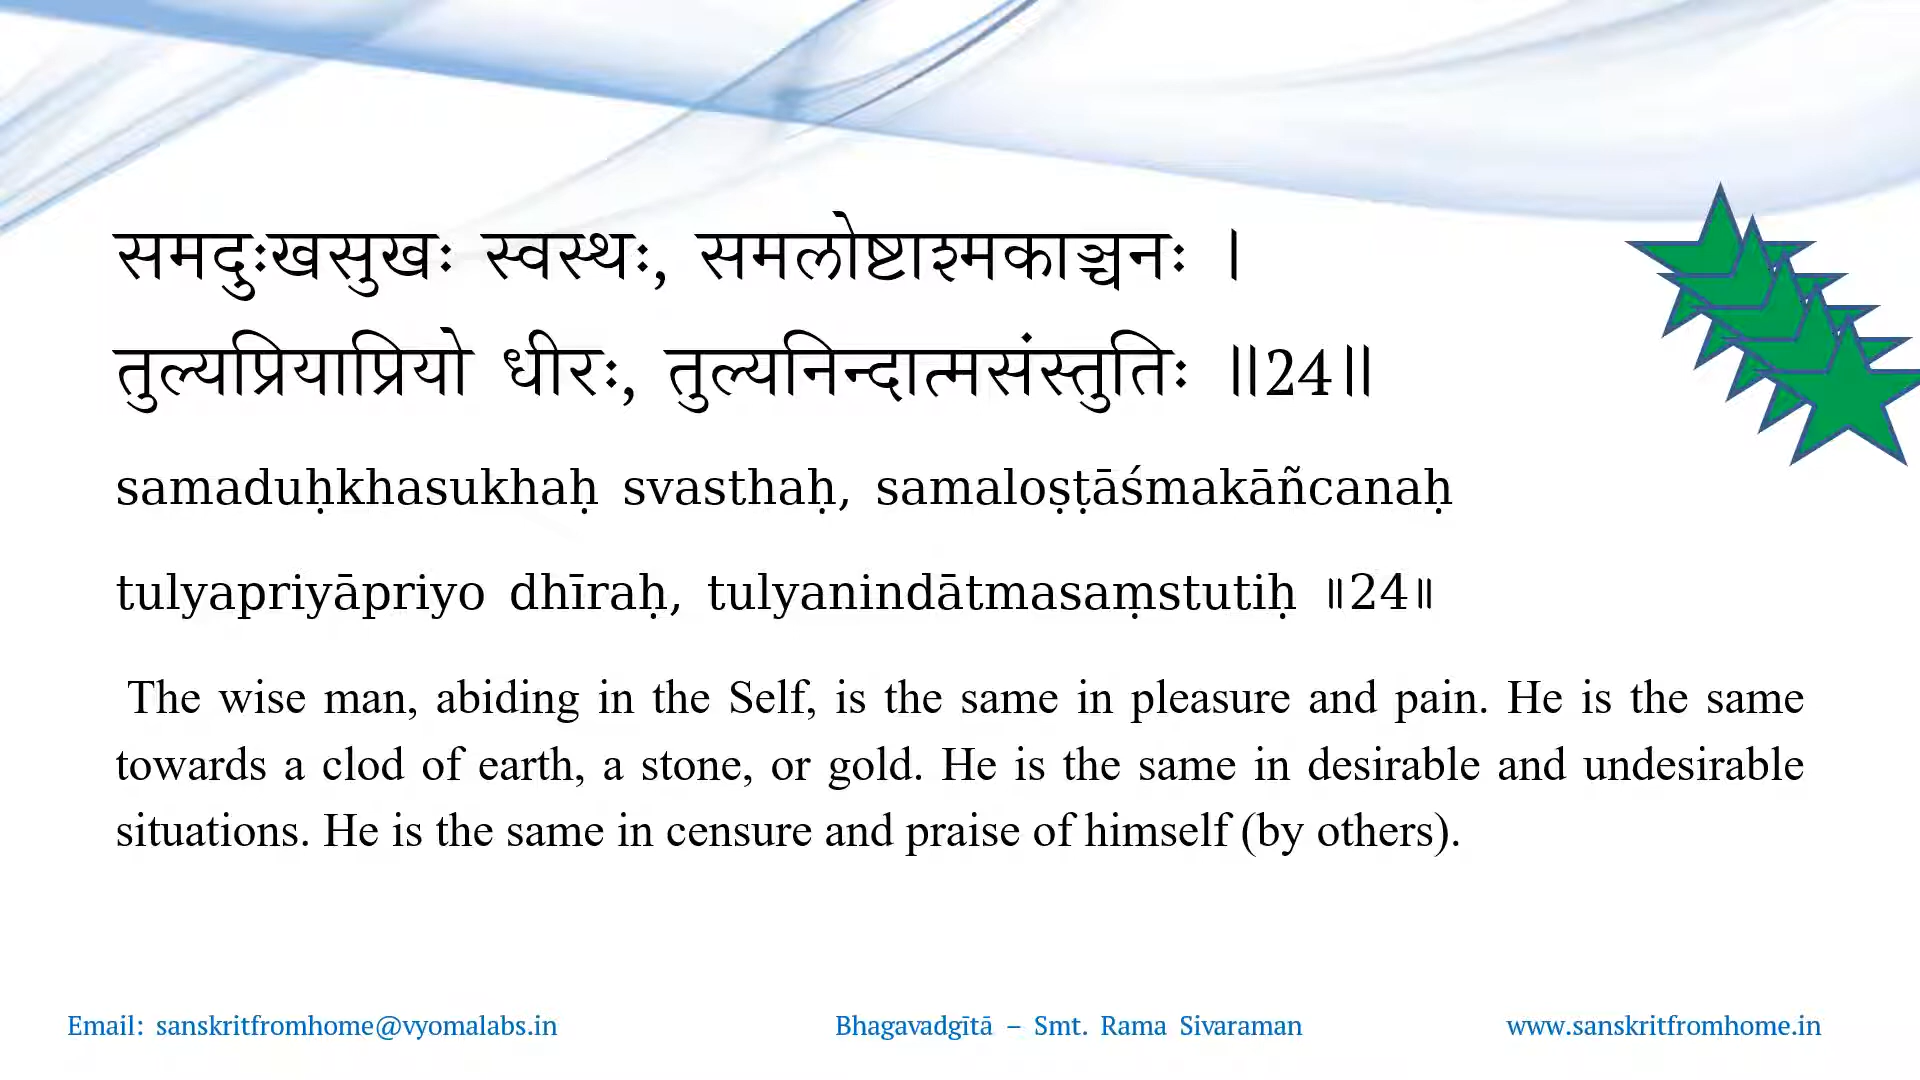 समदुःखसुखः स्वस्थः, समलोष्टाश्मकाञ्चनः ।
तुल्यप्रियाप्रियो धीरः, तुल्यनिन्दात्मसंस्तुतिः ॥24॥
samaduḥkhasukhaḥ svasthaḥ, samaloṣṭāśmakāñcanaḥ
tulyapriyāpriyo dhīraḥ, tulyanindātmasaṃstutiḥ ॥24॥
The wise man, abiding in the Self, is the same in pleasure and pain. He is the same
towards a clod of earth, a stone, or gold. He is the same in desirable and undesirable
situations. He is the same in censure and praise of himself (by others).
Email: sanskritfromhome@vyomalabs.in Bhagavadgītā – Smt. Rama Sivaraman www.sanskritfromhome.in